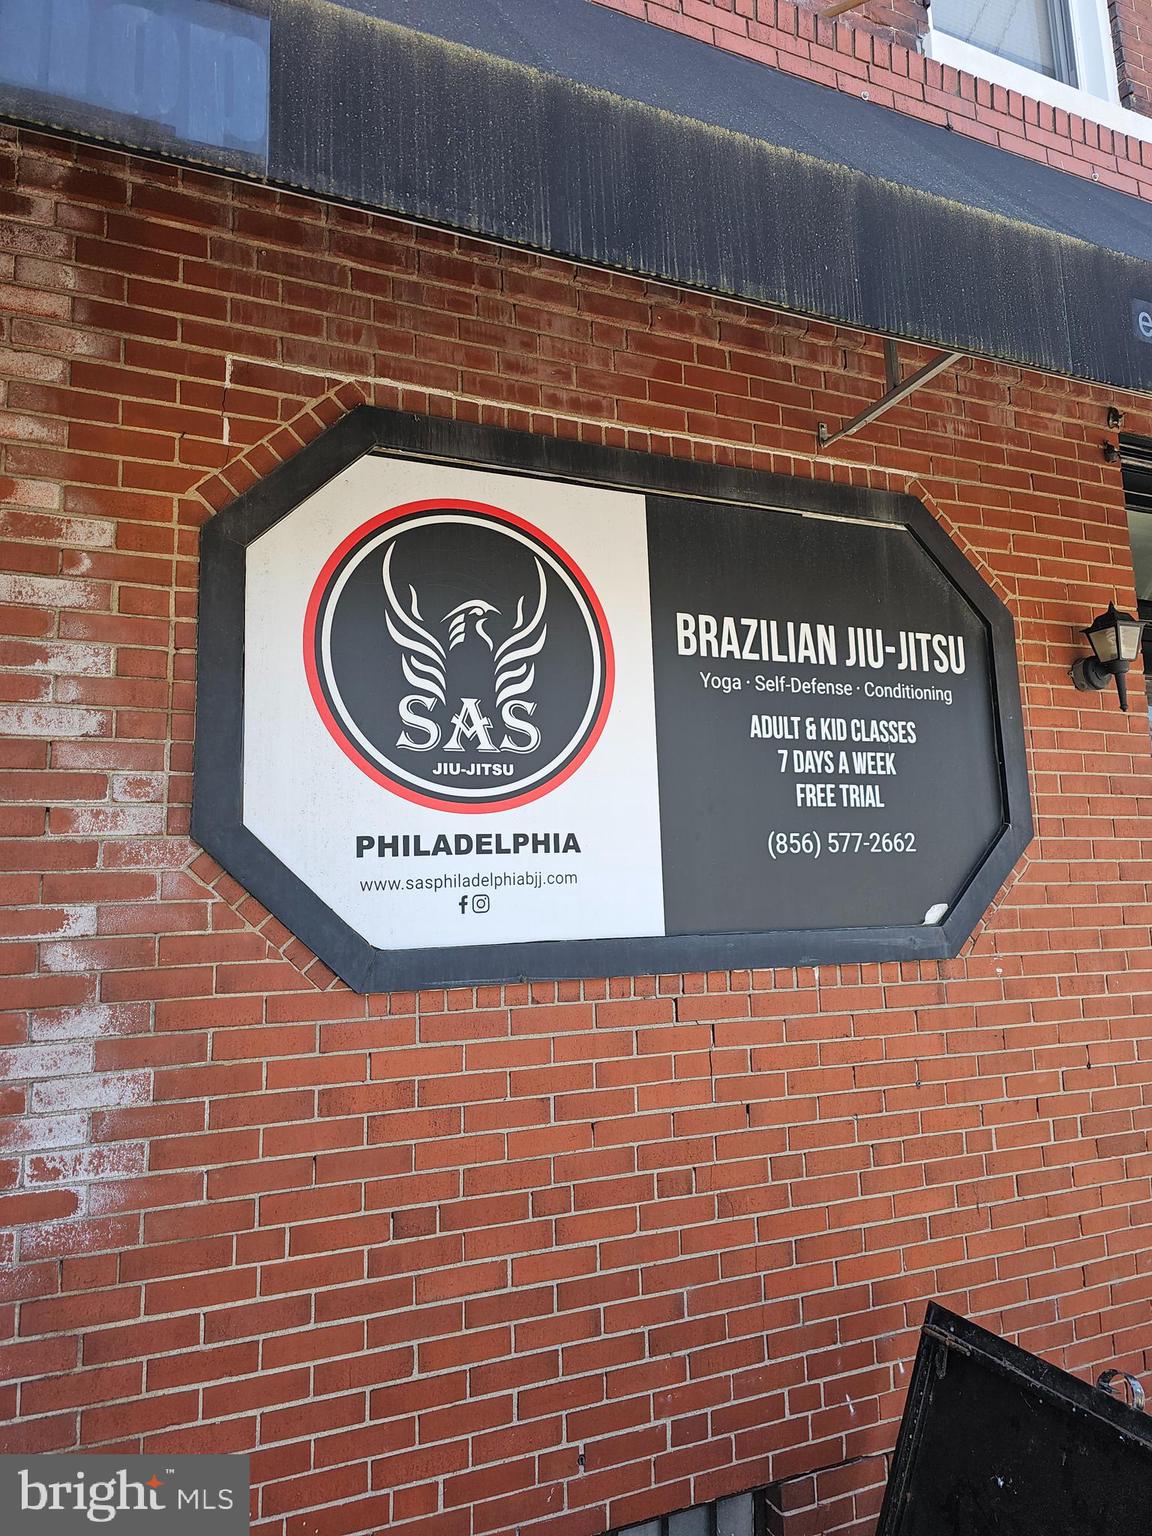 e
SAS
JIU-JITSU
PHILADELPHIA
www.sasphiladelphiabjj.com
BRAZILIAN JIU-JITSU
Yoga · Self-Defense · Conditioning
ADULT & KID CLASSES
7 DAYS A WEEK
FREE TRIAL
(856) 577-2662
bright™ MLS